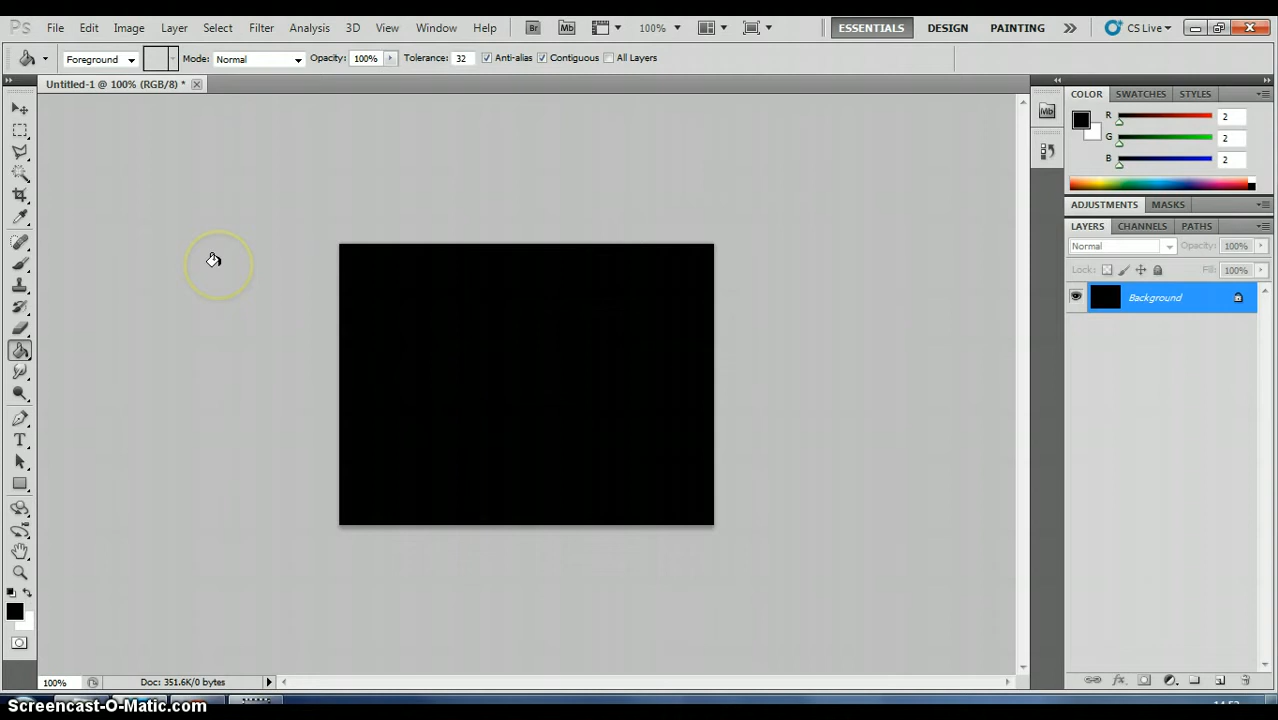 Ps File Edit Image Layer Select Filter Analysis 3D View Window Help Br Mb 100% ESSENTIALS DESIGN PAINTING CS Live
Foreground Mode: Normal Opacity: 100% Tolerance: 32 Anti-alias Contiguous All Layers
Untitled-1 @ 100% (RGB/8) *
COLOR SWATCHES STYLES
Mb
R 2
G 2
B 2
ADJUSTMENTS MASKS
LAYERS CHANNELS PATHS
Normal Opacity: 100%
Lock: Fill: 100%
Background
T
100% Doc: 351.6K/0 bytes
Screencast-O-Matic.com